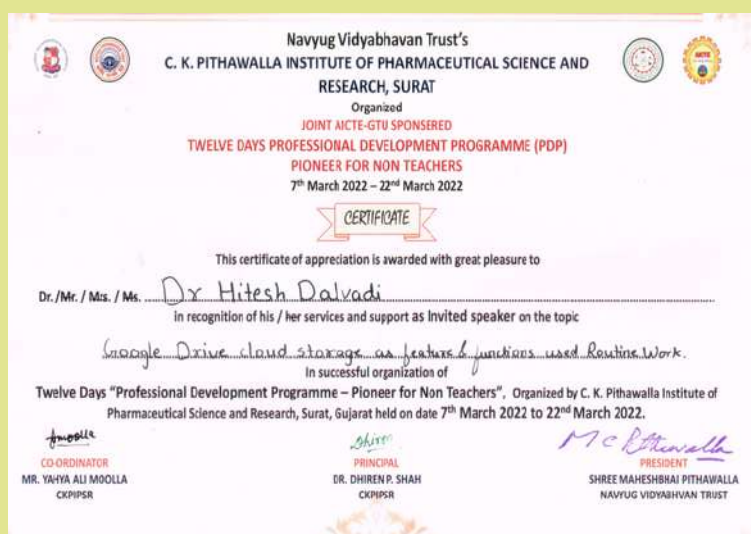 Navyug Vidyabhavan Trust's
C. K. PITHAWALLA INSTITUTE OF PHARMACEUTICAL SCIENCE AND
RESEARCH, SURAT
Organized
JOINT AICTE-GTU SPONSERED
TWELVE DAYS PROFESSIONAL DEVELOPMENT PROGRAMME (PDP)
PIONEER FOR NON TEACHERS
7th March 2022 – 22nd March 2022
CERTIFICATE
This certificate of appreciation is awarded with great pleasure to
Dr./Mr. / Mrs. / Ms. Dr Hitesh Dalvadi
in recognition of his / her services and support as Invited speaker on the topic
Google Drive cloud storage as feature & functions used Routine Work.
In successful organization of
Twelve Days "Professional Development Programme – Pioneer for Non Teachers", Organized by C. K. Pithawalla Institute of
Pharmaceutical Science and Research, Surat, Gujarat held on date 7th March 2022 to 22nd March 2022.
Amoolla Dhiren M C Pithawalla
CO-ORDINATOR PRINCIPAL PRESIDENT
MR. YAHYA ALI MOOLLA DR. DHIREN P. SHAH SHREE MAHESHBHAI PITHAWALLA
CKPIPSR CKPIPSR NAVYUG VIDYABHVAN TRUST